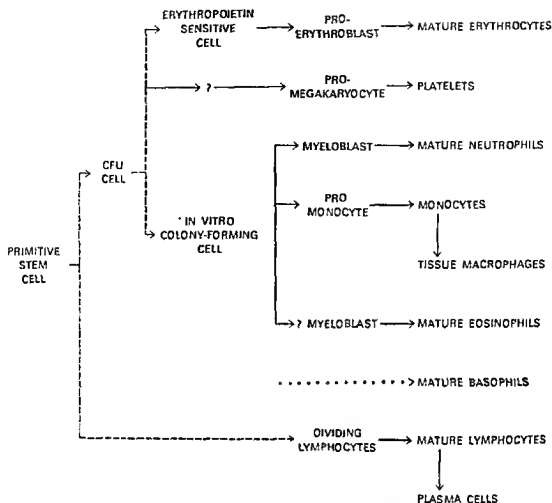 ERYTHROPOIETIN
SENSITIVE
CELL
PRO-
ERYTHROBLAST
MATURE ERYTHROCYTES
?
PRO-
MEGAKARYOCYTE
PLATELETS
MYELOBLAST
MATURE NEUTROPHILS
CFU
CELL
PRO
MONOCYTE
MONOCYTES
* IN VITRO
COLONY-FORMING
CELL
PRIMITIVE
STEM
CELL
TISSUE MACROPHAGES
? MYELOBLAST
MATURE EOSINOPHILS
MATURE BASOPHILS
DIVIDING
LYMPHOCYTES
MATURE LYMPHOCYTES
PLASMA CELLS